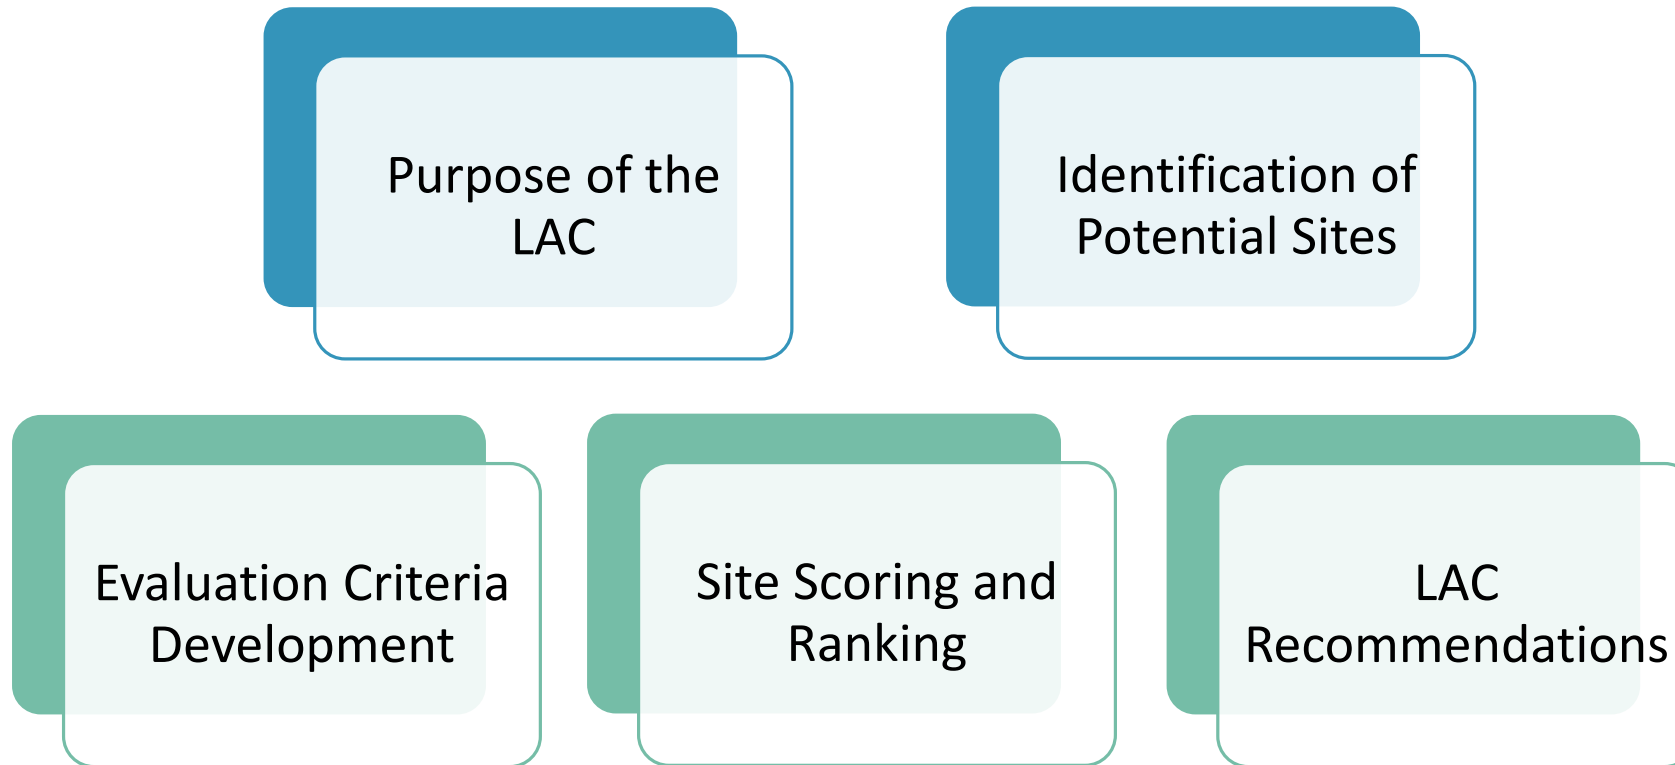 Purpose of the
LAC
Identification of
Potential Sites
Evaluation Criteria
Development
Site Scoring and
Ranking
LAC
Recommendations